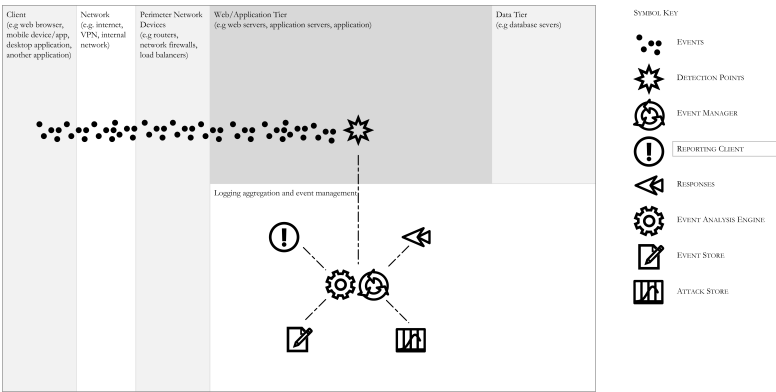 Client
(e.g web browser,
mobile device/app,
desktop application,
another application)
Network
(e.g. internet,
VPN, internal
network)
Perimeter Network
Devices
(e.g routers,
network firewalls,
load balancers)
Web/Application Tier
(e.g web servers, application servers, application)
Data Tier
(e.g database severs)
Logging aggregation and event management
SYMBOL KEY
EVENTS
DETECTION POINTS
EVENT MANAGER
REPORTING CLIENT
RESPONSES
EVENT ANALYSIS ENGINE
EVENT STORE
ATTACK STORE